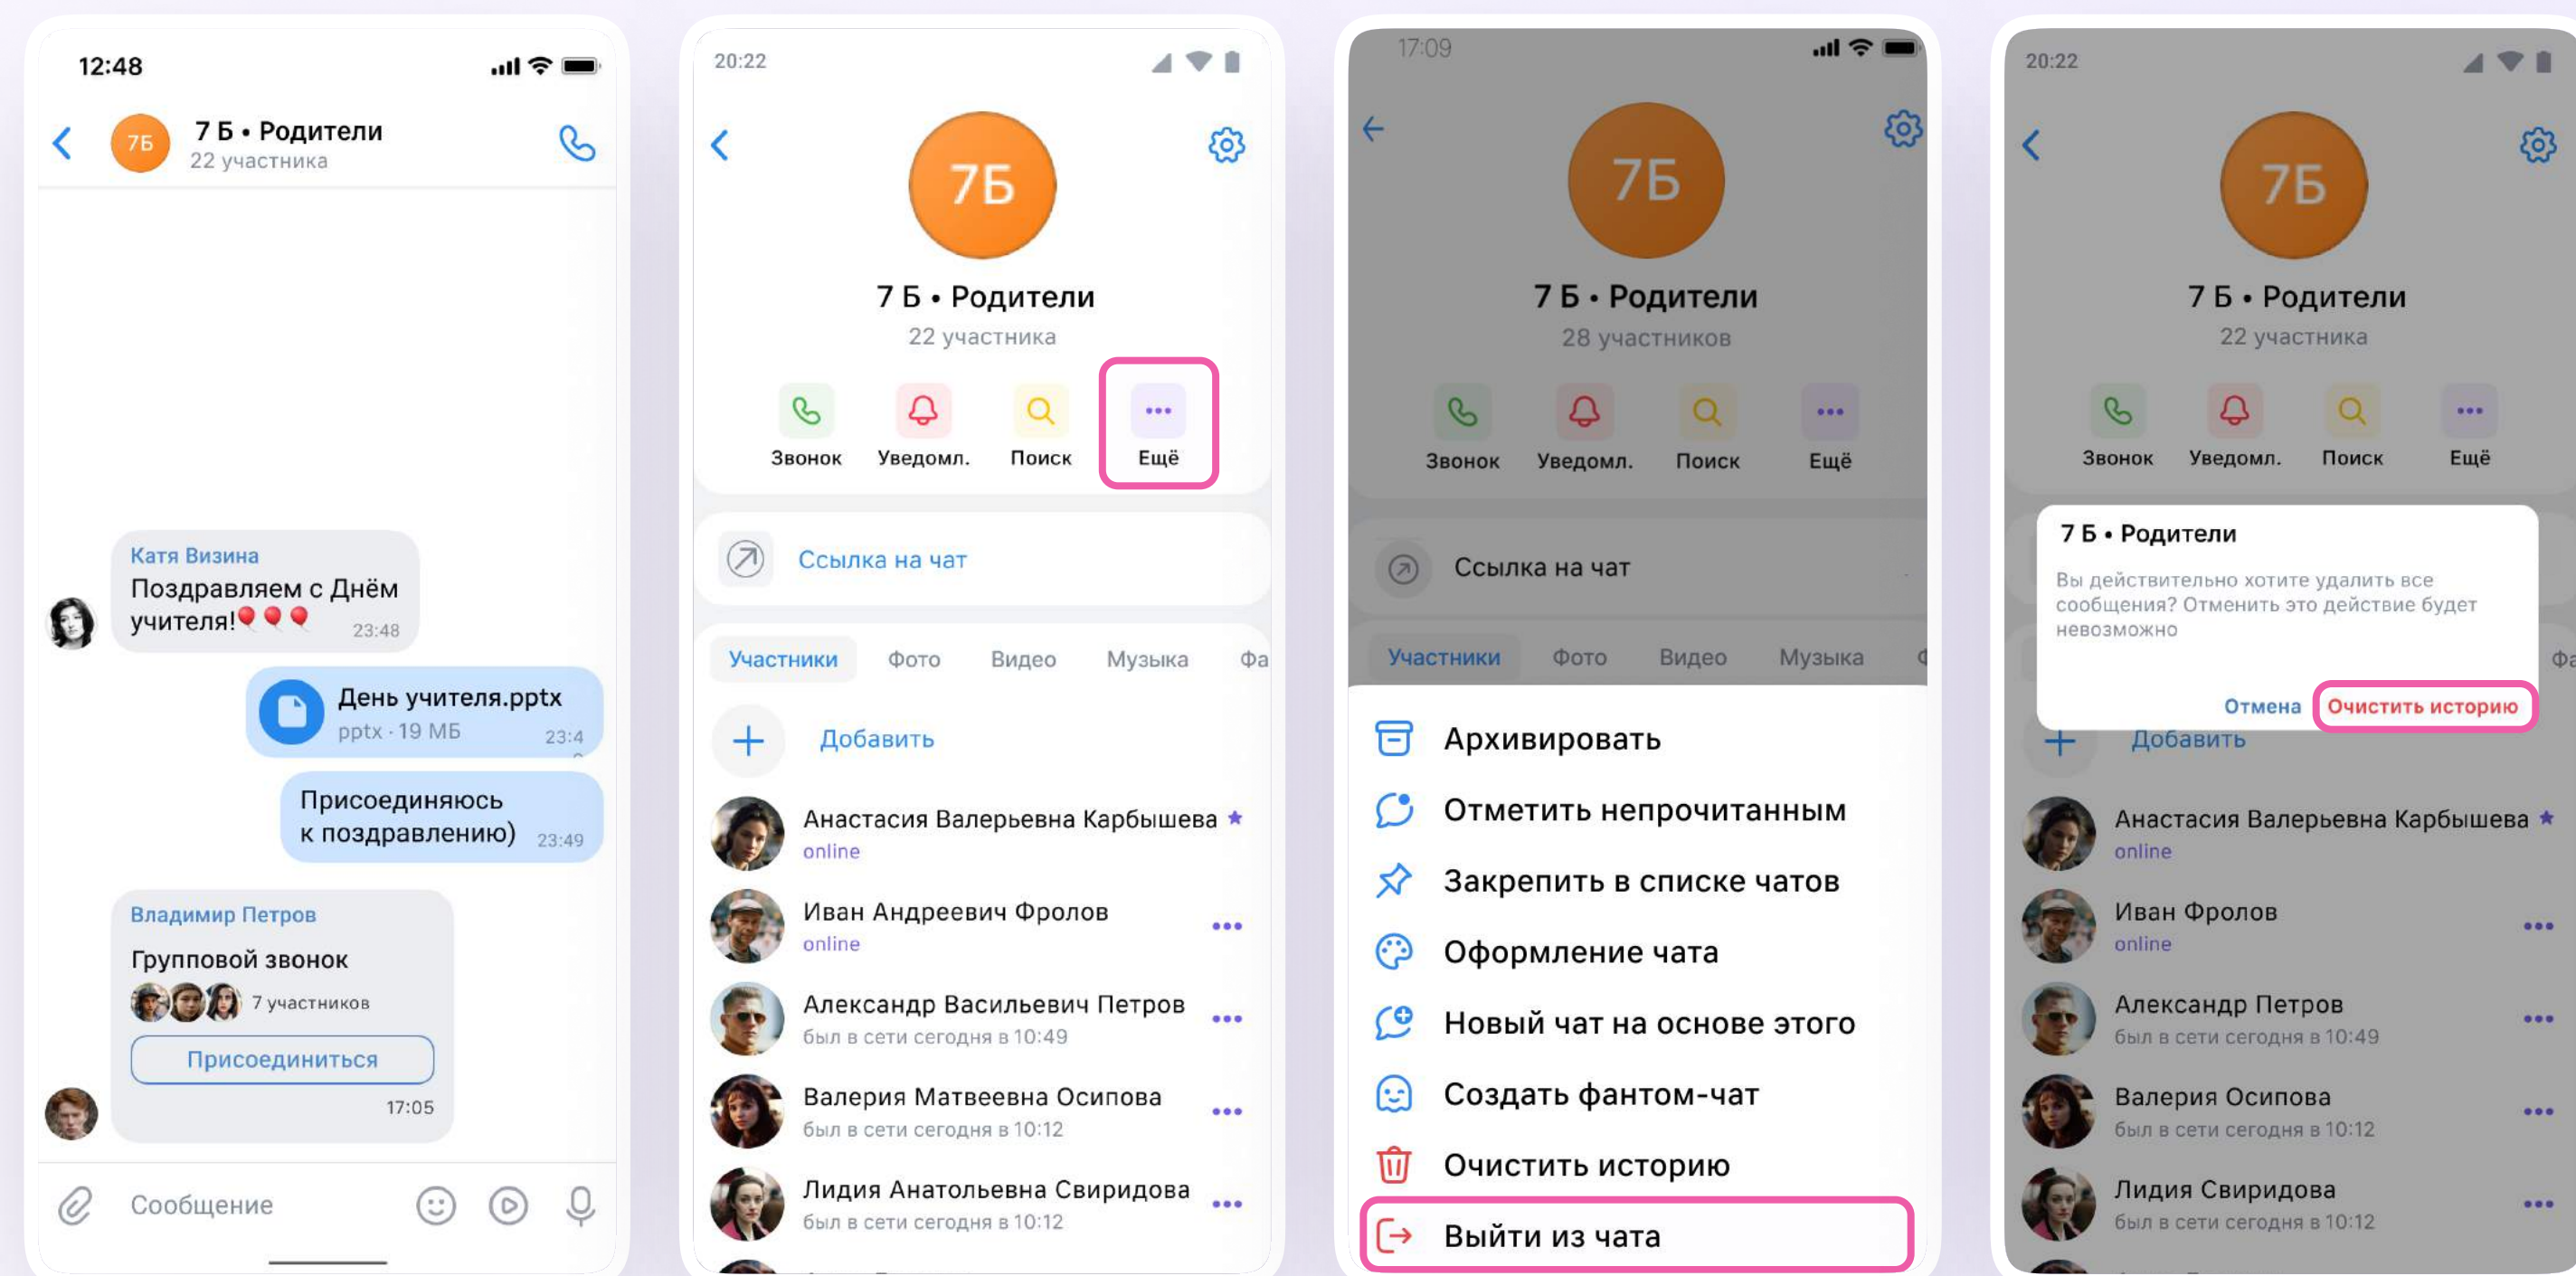 12:48
7Б
7 Б • Родители
22 участника
Катя Визина
Поздравляем с Днём
учителя!🎈🎈🎈
23:48
День учителя.pptx
pptx · 19 МБ
23:4
Присоединяюсь
к поздравлению)
23:49
Владимир Петров
Групповой звонок
7 участников
Присоединиться
17:05
Сообщение
20:22
7Б
7 Б • Родители
22 участника
Звонок Уведомл. Поиск Ещё
Ссылка на чат
Участники Фото Видео Музыка Фа
Добавить
Анастасия Валерьевна Карбышева
online
Иван Андреевич Фролов
online
Александр Васильевич Петров
был в сети сегодня в 10:49
Валерия Матвеевна Осипова
был в сети сегодня в 10:12
Лидия Анатольевна Свиридова
был в сети сегодня в 10:12
17:09
7Б
7 Б • Родители
28 участников
Звонок Уведомл. Поиск Ещё
Ссылка на чат
Участники Фото Видео Музыка
Архивировать
Отметить непрочитанным
Закрепить в списке чатов
Оформление чата
Новый чат на основе этого
Создать фантом-чат
Очистить историю
Выйти из чата
20:22
7Б
7 Б • Родители
22 участника
Звонок Уведомл. Поиск Ещё
7 Б • Родители
Вы действительно хотите удалить все
сообщения? Отменить это действие будет
невозможно
Фа
Отмена Очистить историю
Добавить
Анастасия Валерьевна Карбышева
online
Иван Фролов
online
Александр Петров
был в сети сегодня в 10:49
Валерия Осипова
был в сети сегодня в 10:12
Лидия Свиридова
был в сети сегодня в 10:12